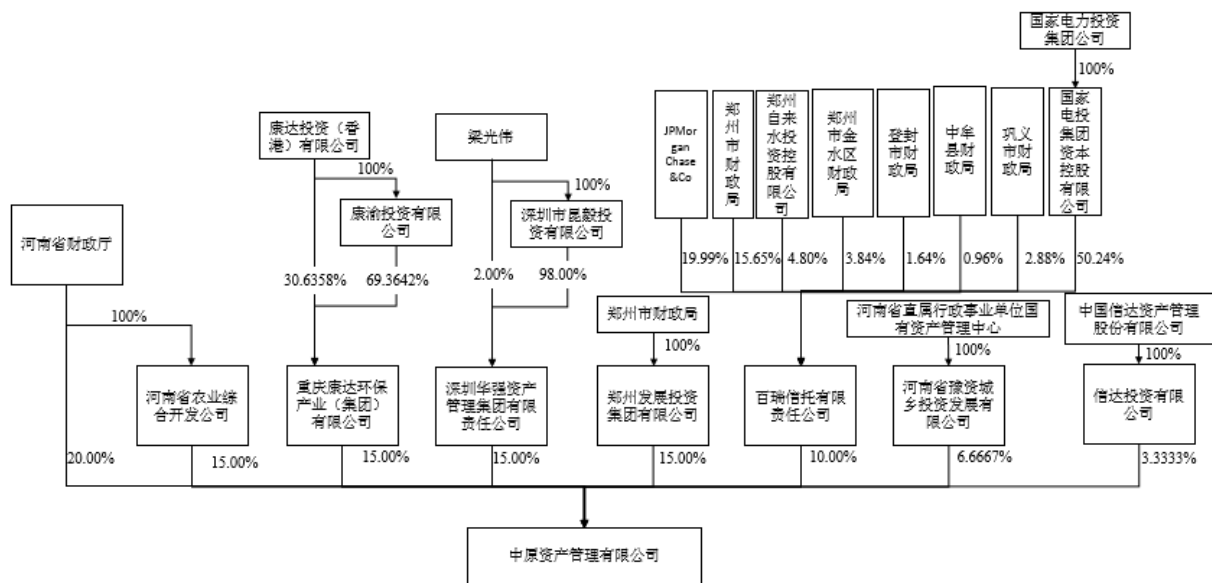 国家电力投资
集团公司
100%
康达投资（香
港）有限公司
梁光伟
JPMor
gan
Chase
&Co
郑州市财政局
郑州自来水投资控股有限公司
郑州市金水区财政局
登封市财政局
中牟县财政局
巩义市财政局
国家电投集团资本控股有限公司
100%
100%
河南省财政厅
康渝投资有限
公司
深圳市昆毅投
资有限公司
30.6358%
69.3642%
2.00%
98.00%
19.99%
15.65%
4.80%
3.84%
1.64%
0.96%
2.88%
50.24%
100%
郑州市财政局
河南省直属行政事业单位国
有资产管理中心
中国信达资产管理
股份有限公司
100%
100%
100%
河南省农业综
合开发公司
重庆康达环保
产业（集团）
有限公司
深圳华强资产
管理集团有限
责任公司
郑州发展投资
集团有限公司
百瑞信托有限
责任公司
河南省豫资城
乡投资发展有
限公司
信达投资有限
公司
20.00%
15.00%
15.00%
15.00%
15.00%
10.00%
6.6667%
3.3333%
中原资产管理有限公司